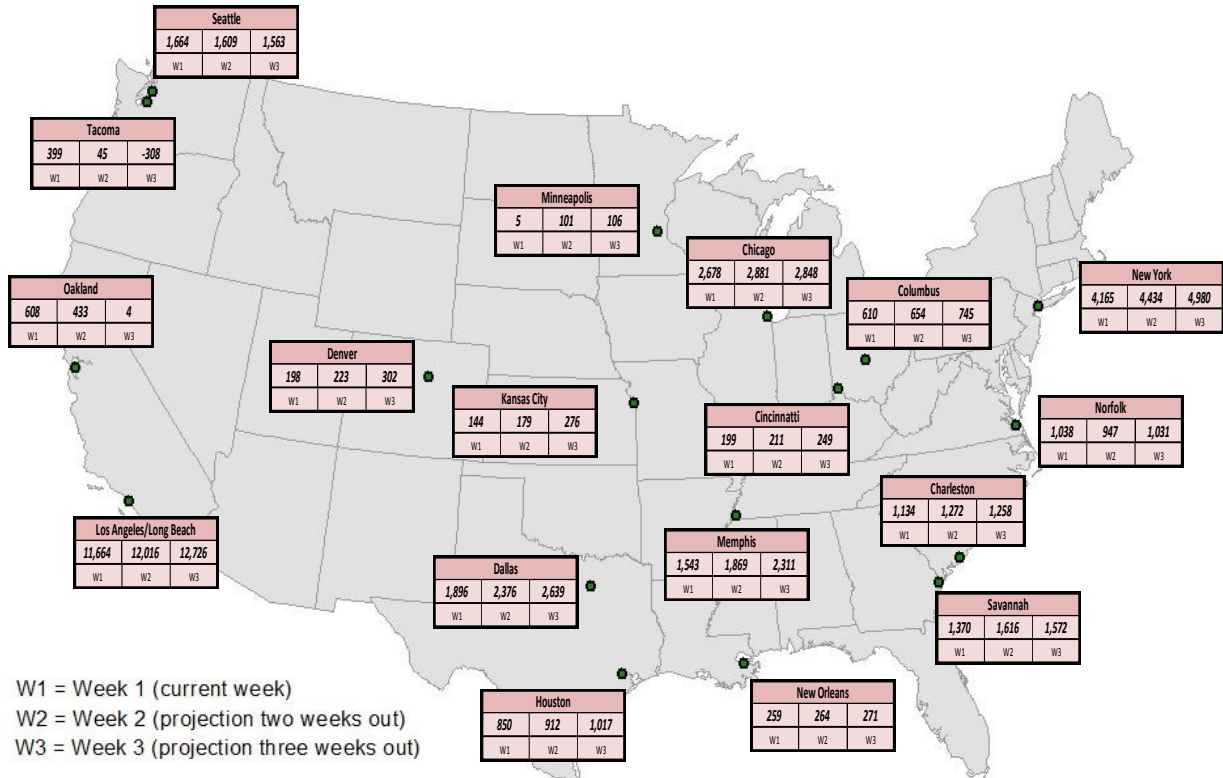 Seattle
1,664 1,609 1,563
W1 W2 W3
Tacoma
399 45 -308
W1 W2 W3
Minneapolis
5 101 106
W1 W2 W3
Chicago
2,678 2,881 2,848
W1 W2 W3
New York
4,165 4,434 4,980
W1 W2 W3
Oakland
608 433 4
W1 W2 W3
Columbus
610 654 745
W1 W2 W3
Denver
198 223 302
W1 W2 W3
Kansas City
144 179 276
W1 W2 W3
Cincinnatti
199 211 249
W1 W2 W3
Norfolk
1,038 947 1,031
W1 W2 W3
Charleston
1,134 1,272 1,258
W1 W2 W3
Los Angeles/Long Beach
11,664 12,016 12,726
W1 W2 W3
Memphis
1,543 1,869 2,311
W1 W2 W3
Dallas
1,896 2,376 2,639
W1 W2 W3
Savannah
1,370 1,616 1,572
W1 W2 W3
New Orleans
259 264 271
W1 W2 W3
Houston
850 912 1,017
W1 W2 W3
W1 = Week 1 (current week)
W2 = Week 2 (projection two weeks out)
W3 = Week 3 (projection three weeks out)